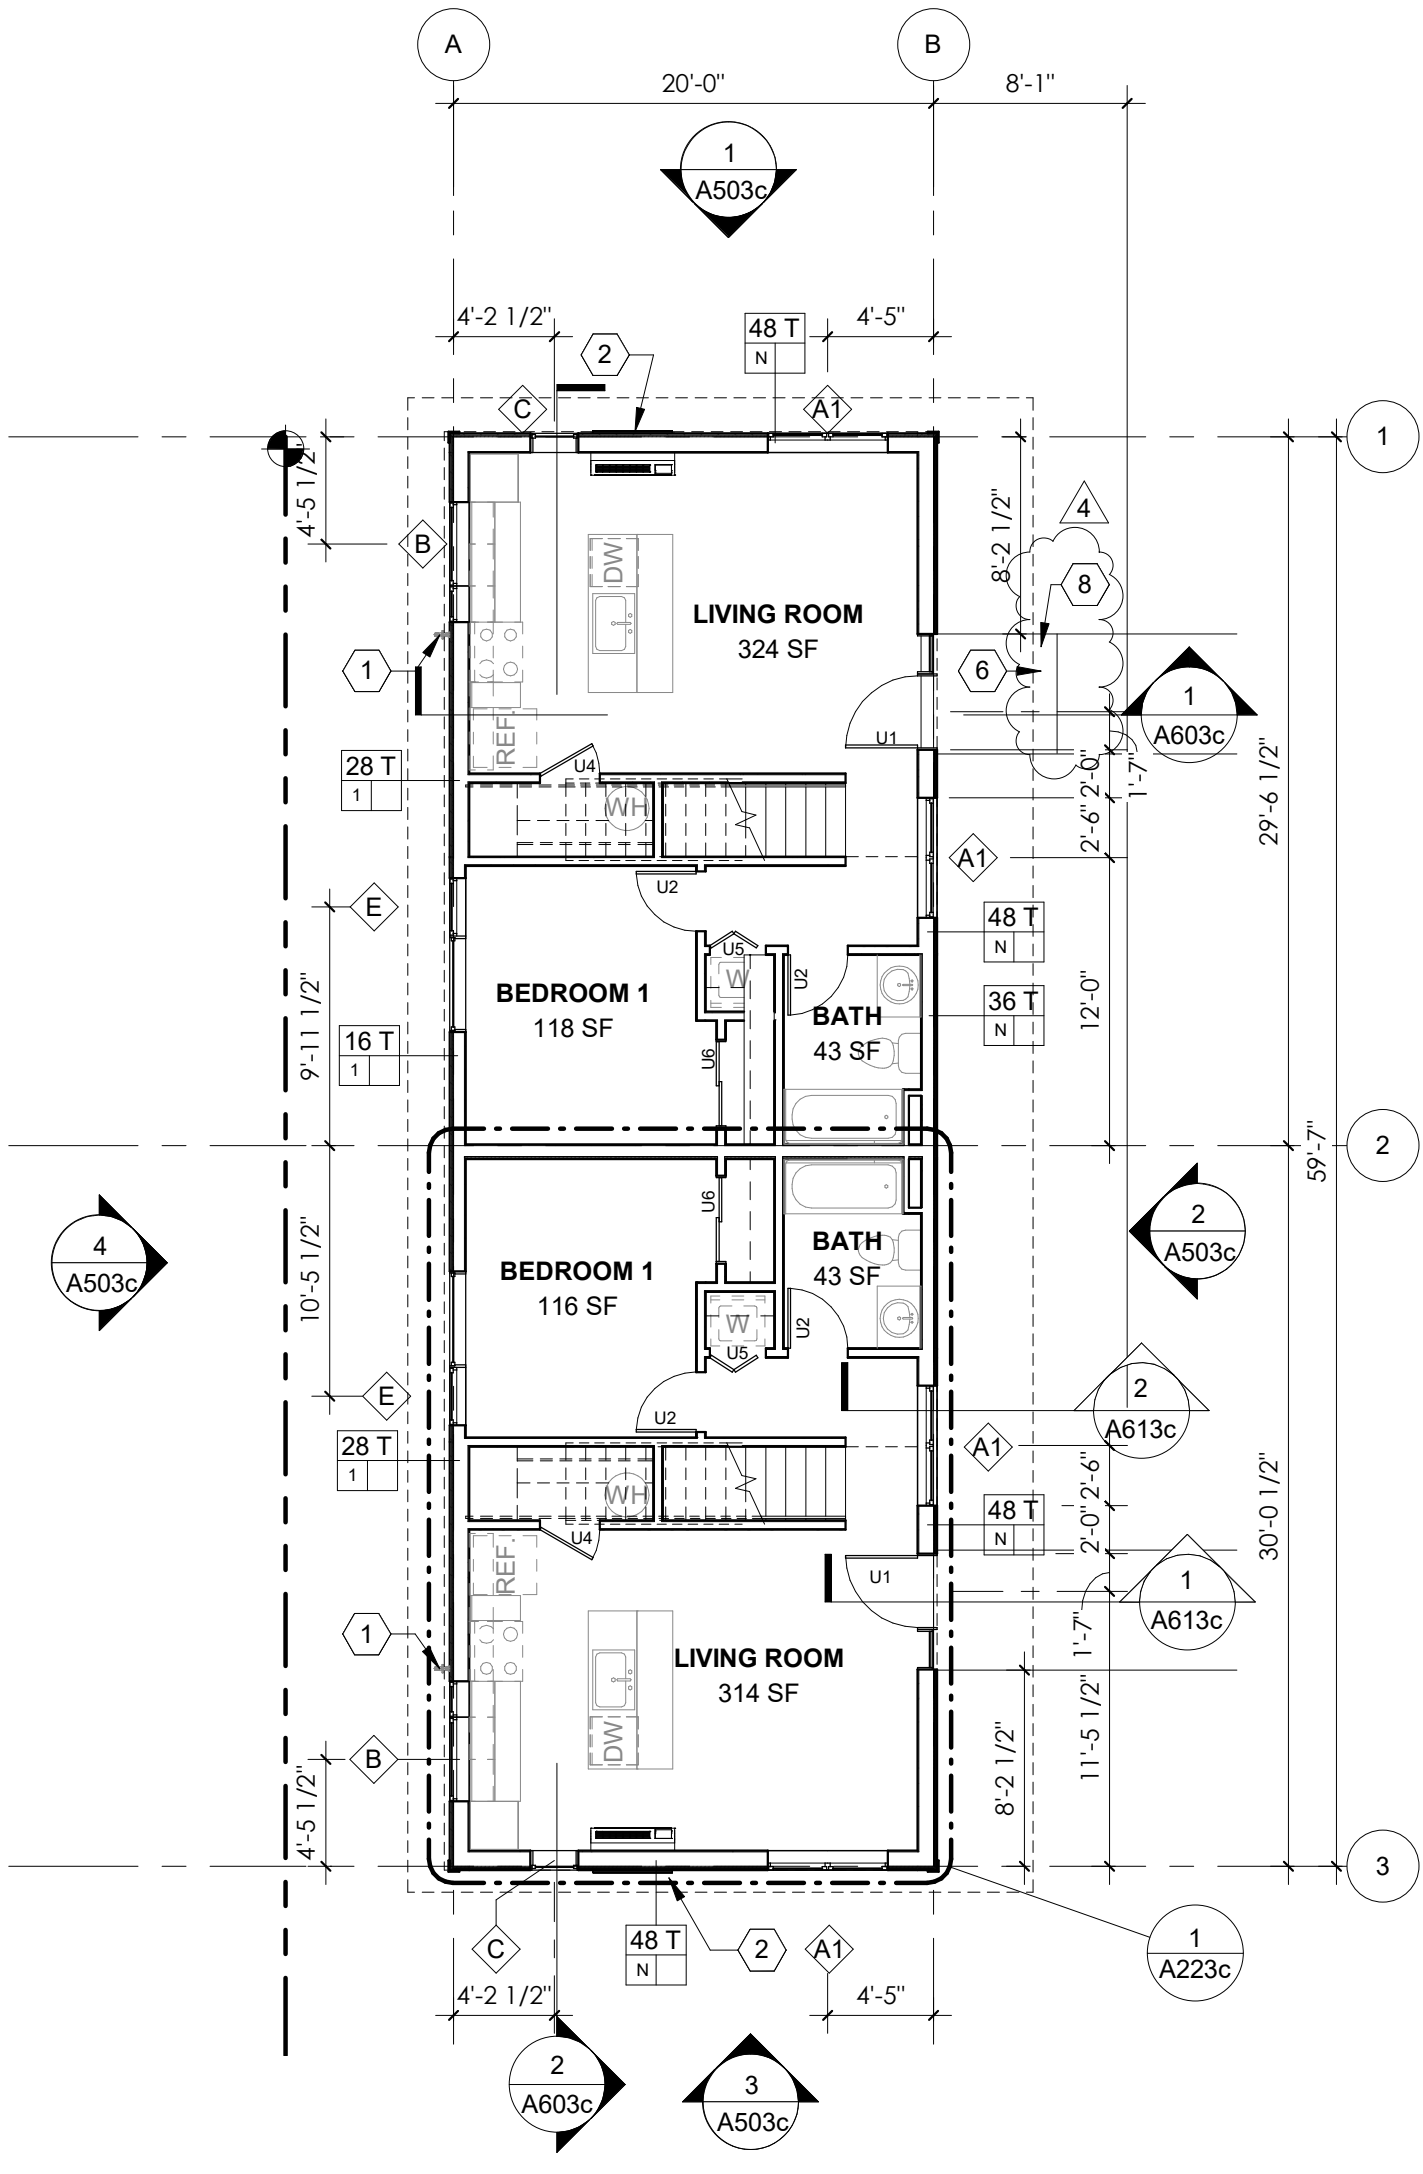 A
B
20'-0"
8'-1"
1
A503c
4'-2 1/2"
2
48 T
N
4'-5"
C
A1
1
4'-5 1/2"
B
8'-2 1/2"
4
DW
8
LIVING ROOM
324 SF
1
6
1
A603c
REF.
U1
U4
28 T
1
WH
2'-0"
1'-7"
2'-6"
29'-6 1/2"
A1
U2
E
48 T
N
U5
W
U2
BEDROOM 1
118 SF
36 T
N
12'-0"
BATH
43 SF
9'-11 1/2"
16 T
1
U6
59'-7"
2
U6
2
A503c
4
A503c
10'-5 1/2"
BATH
43 SF
BEDROOM 1
116 SF
W
U2
U5
E
2
A613c
U2
28 T
1
A1
2'-6"
WH
48 T
N
2'-0"
30'-0 1/2"
U4
REF.
U1
1
A613c
1
1'-7"
LIVING ROOM
314 SF
11'-5 1/2"
DW
B
8'-2 1/2"
4'-5 1/2"
3
C
48 T
N
2
A1
1
A223c
4'-2 1/2"
4'-5"
2
A603c
3
A503c